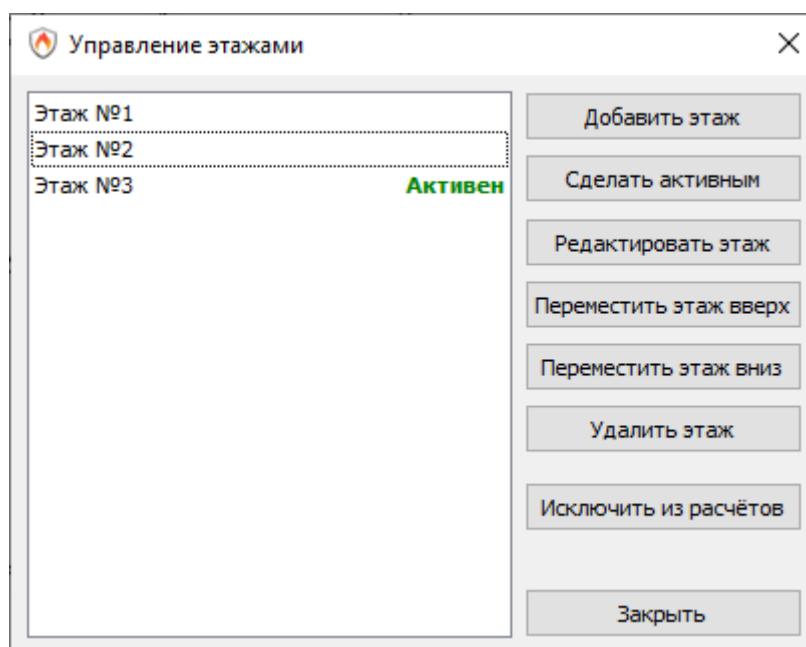 Управление этажами
Этаж №1
Этаж №2
Этаж №3 Активен
Добавить этаж
Сделать активным
Редактировать этаж
Переместить этаж вверх
Переместить этаж вниз
Удалить этаж
Исключить из расчётов
Закрыть